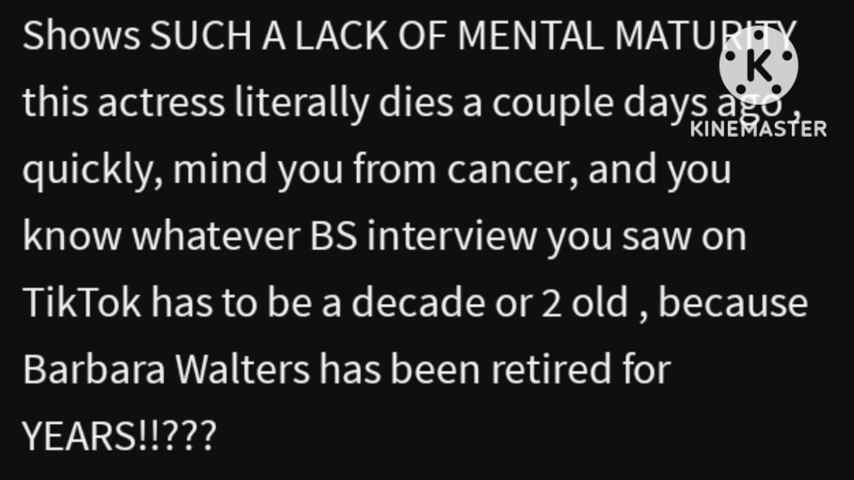 Shows SUCH A LACK OF MENTAL MATURITY
this actress literally dies a couple days ago ,
quickly, mind you from cancer, and you
know whatever BS interview you saw on
TikTok has to be a decade or 2 old , because
Barbara Walters has been retired for
YEARS!!???
K
KINEMASTER